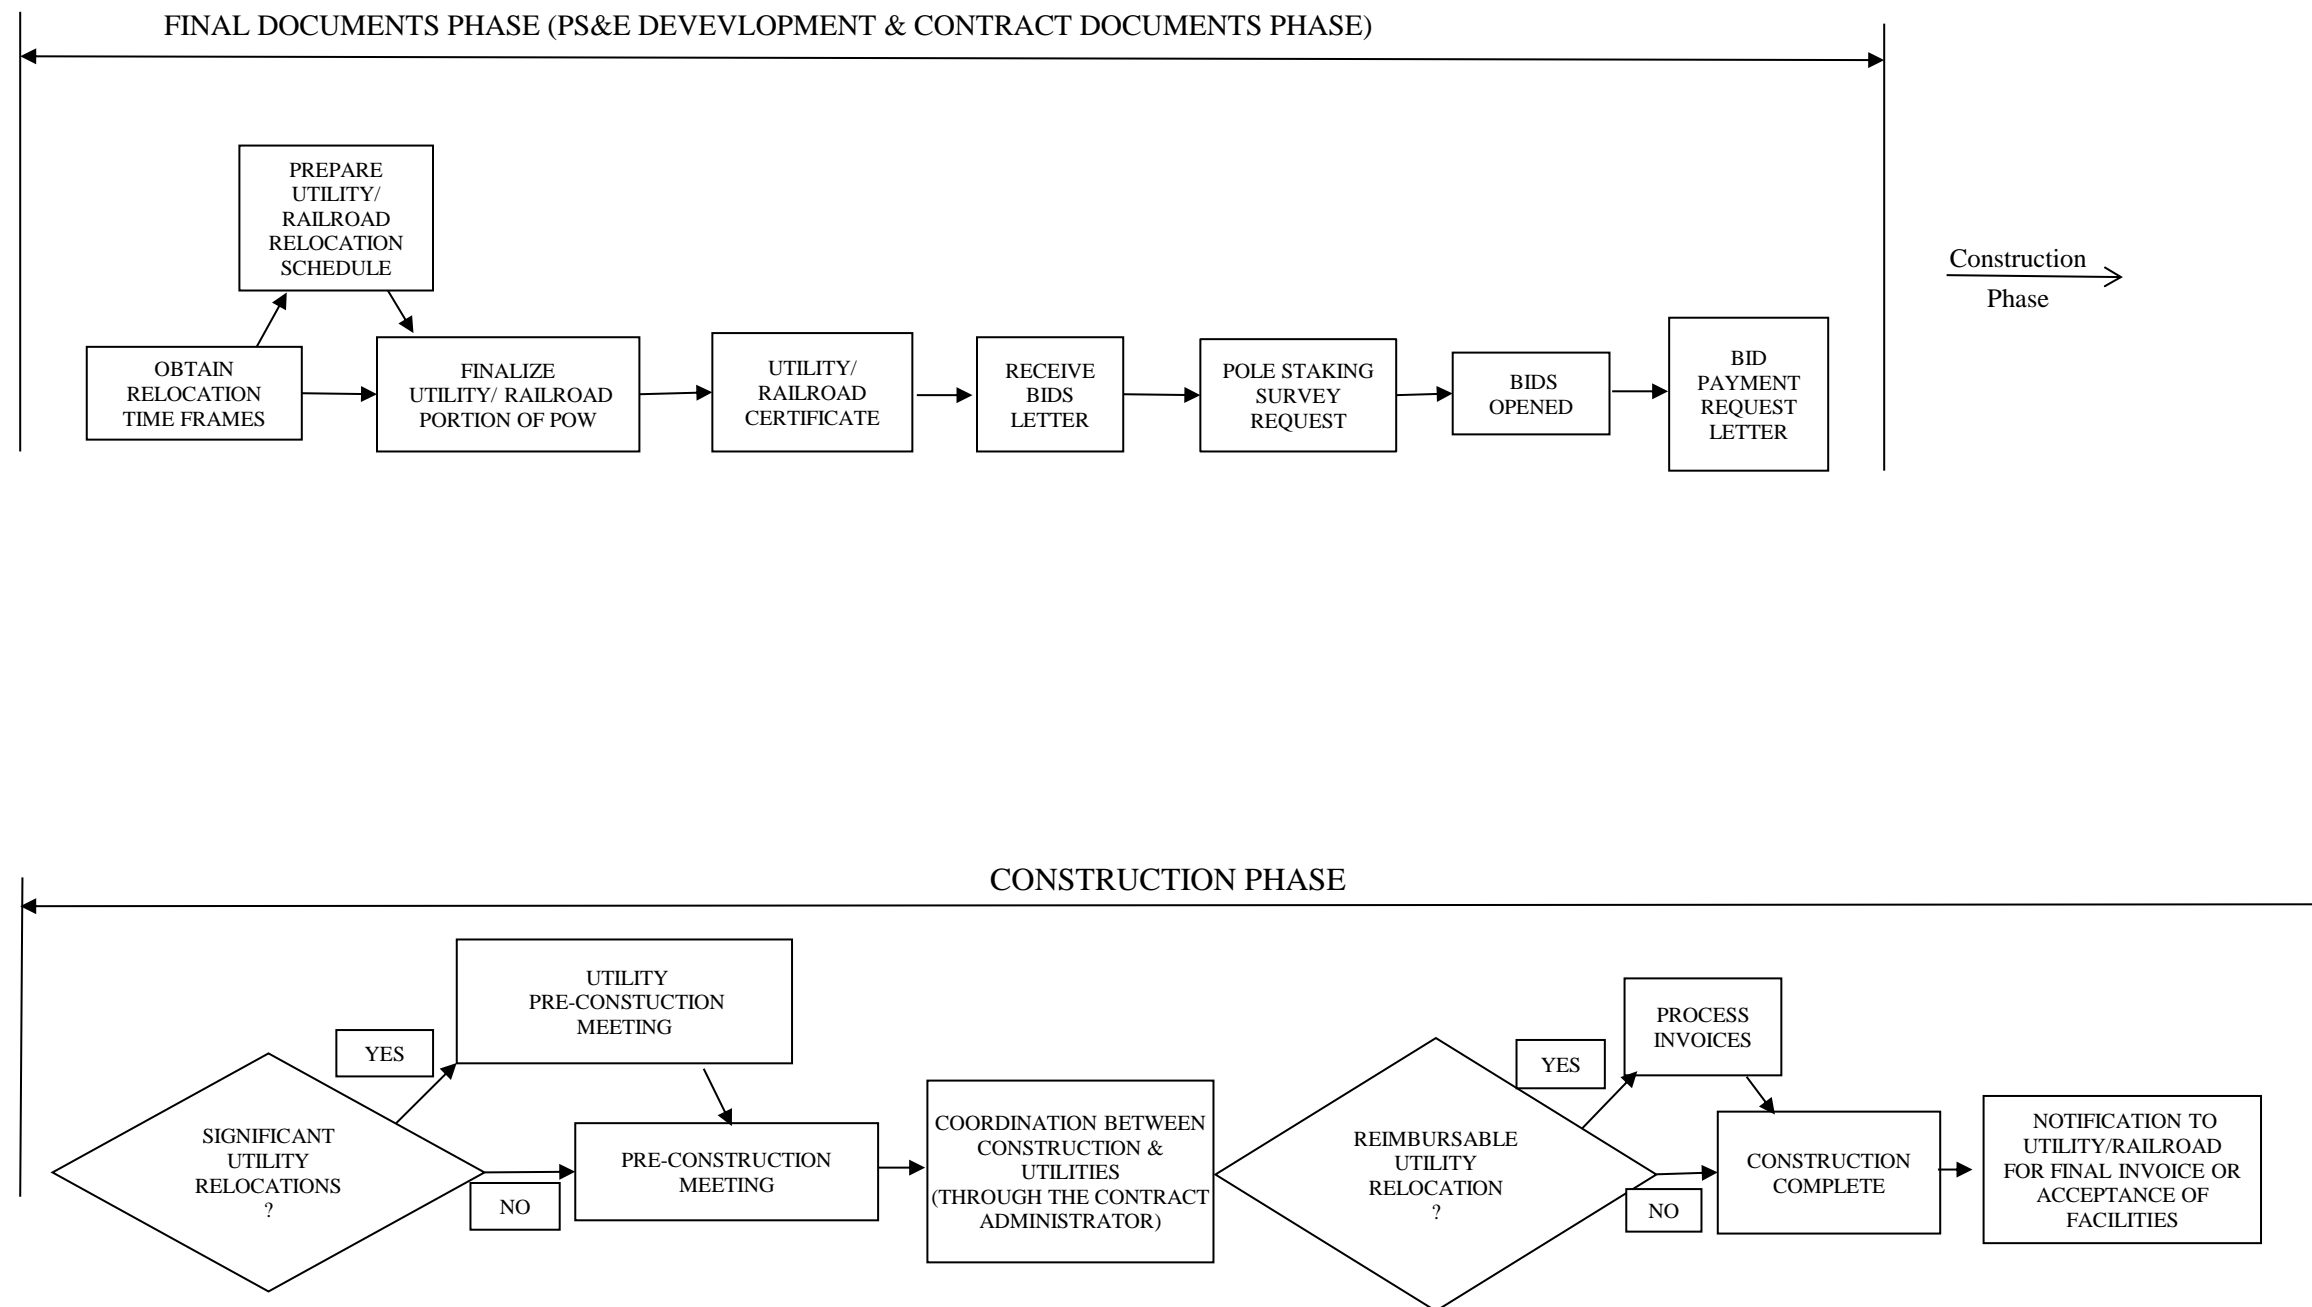 FINAL DOCUMENTS PHASE (PS&E DEVEVLOPMENT & CONTRACT DOCUMENTS PHASE)
PREPARE
UTILITY/
RAILROAD
RELOCATION
SCHEDULE
Construction
Phase
OBTAIN
RELOCATION
TIME FRAMES
FINALIZE
UTILITY/ RAILROAD
PORTION OF POW
UTILITY/
RAILROAD
CERTIFICATE
RECEIVE
BIDS
LETTER
POLE STAKING
SURVEY
REQUEST
BIDS
OPENED
BID
PAYMENT
REQUEST
LETTER
CONSTRUCTION PHASE
UTILITY
PRE-CONSTUCTION
MEETING
YES
SIGNIFICANT
UTILITY
RELOCATIONS
?
NO
PRE-CONSTRUCTION
MEETING
COORDINATION BETWEEN
CONSTRUCTION &
UTILITIES
(THROUGH THE CONTRACT
ADMINISTRATOR)
REIMBURSABLE
UTILITY
RELOCATION
?
YES
PROCESS
INVOICES
NO
CONSTRUCTION
COMPLETE
NOTIFICATION TO
UTILITY/RAILROAD
FOR FINAL INVOICE OR
ACCEPTANCE OF
FACILITIES